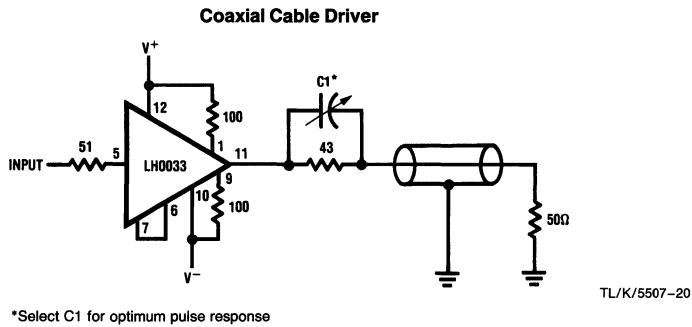 Coaxial Cable Driver
V+
C1*
12
100
51
1
43
INPUT
5
LH0033
11
9
10
100
6
7
50Ω
V−
TL/K/5507–20
*Select C1 for optimum pulse response